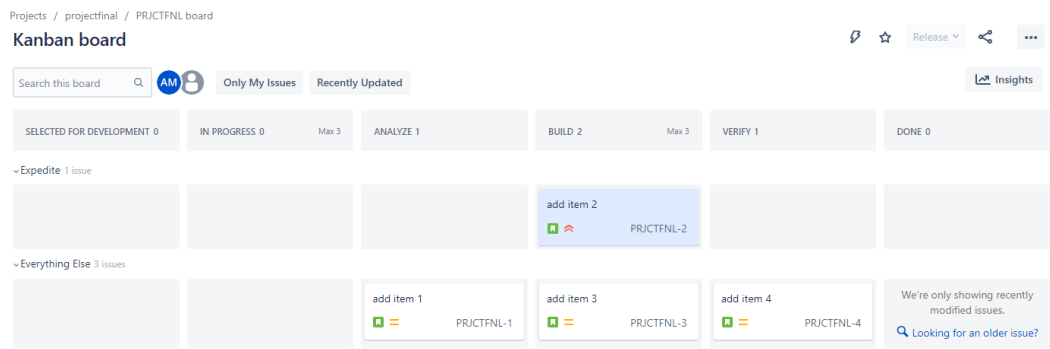 Projects / projectfinal / PRJCTFNL board
Kanban board
Release
Search this board
AM
Only My Issues
Recently Updated
Insights
SELECTED FOR DEVELOPMENT 0
IN PROGRESS 0 Max 3
ANALYZE 1
BUILD 2 Max 3
VERIFY 1
DONE 0
Expedite 1 issue
add item 2
PRJCTFNL-2
Everything Else 3 issues
add item 1
PRJCTFNL-1
add item 3
PRJCTFNL-3
add item 4
PRJCTFNL-4
We're only showing recently
modified issues.
Looking for an older issue?